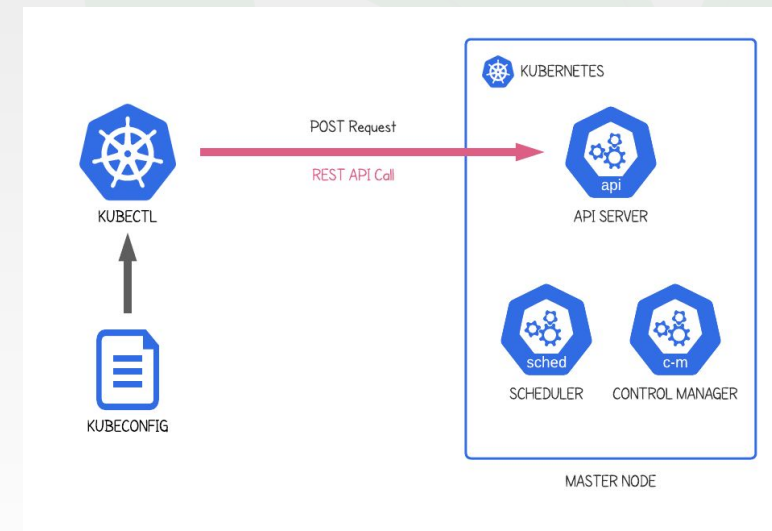 KUBERNETES
POST Request
REST API Call
api
KUBECTL
API SERVER
sched
c-m
SCHEDULER
CONTROL MANAGER
KUBECONFIG
MASTER NODE